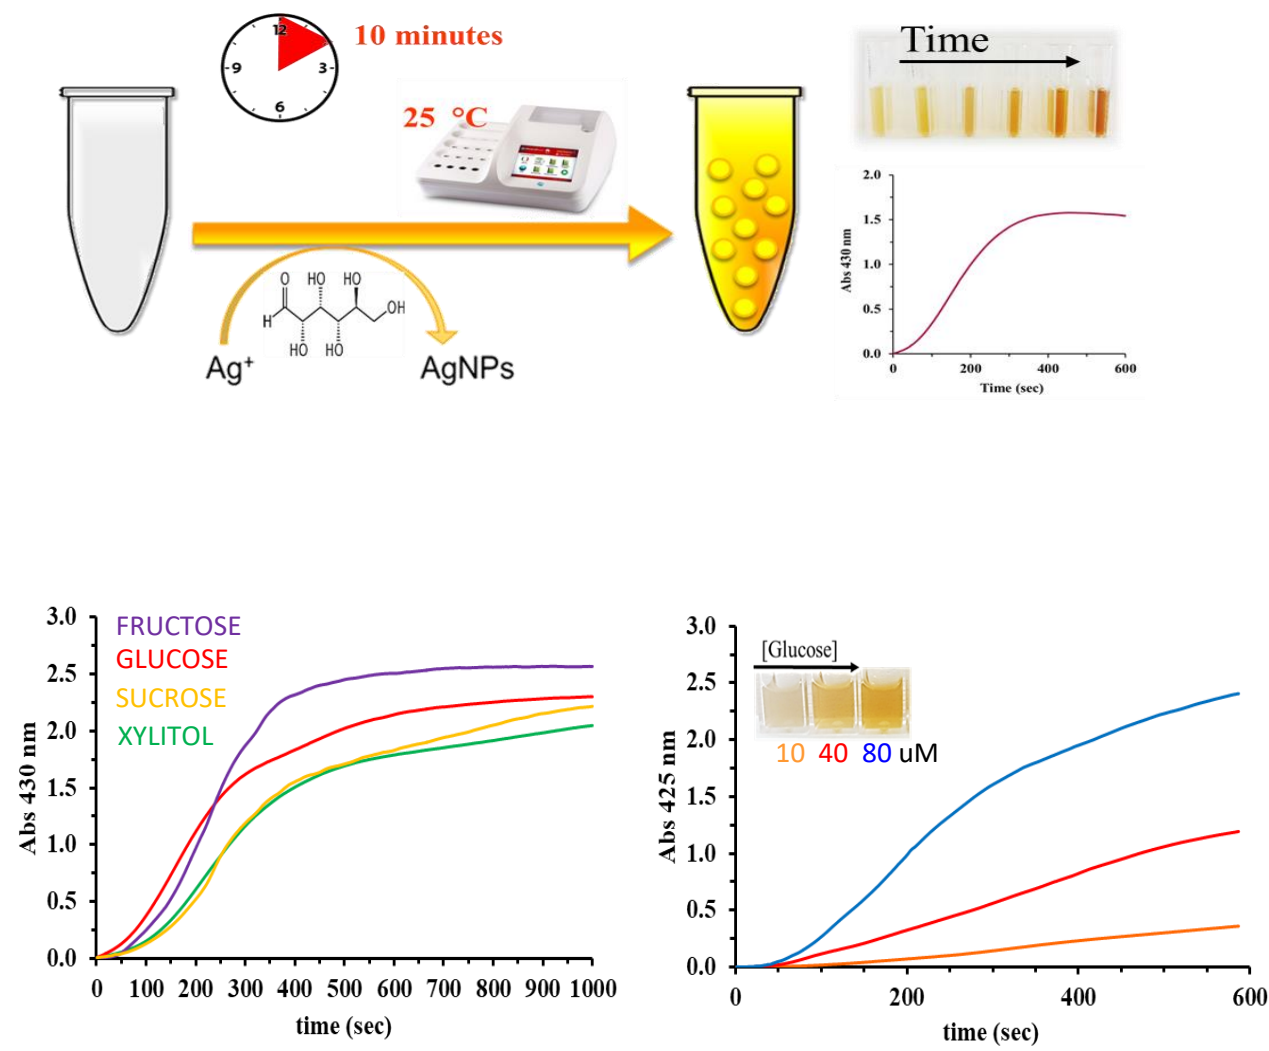 12
9
3
6
10 minutes
25 °C
O
HO
HO
H
OH
HO
HO
Ag⁺
AgNPs
Time
2.0
1.5
1.0
0.5
0.0
Abs 430 nm
0 200 400 600
Time (sec)
FRUCTOSE
GLUCOSE
SUCROSE
XYLITOL
3.0
2.5
2.0
1.5
1.0
0.5
0.0
Abs 430 nm
0 100 200 300 400 500 600 700 800 900 1000
time (sec)
[Glucose]
10 40 80 uM
3.0
2.5
2.0
1.5
1.0
0.5
0.0
Abs 425 nm
0 200 400 600
time (sec)